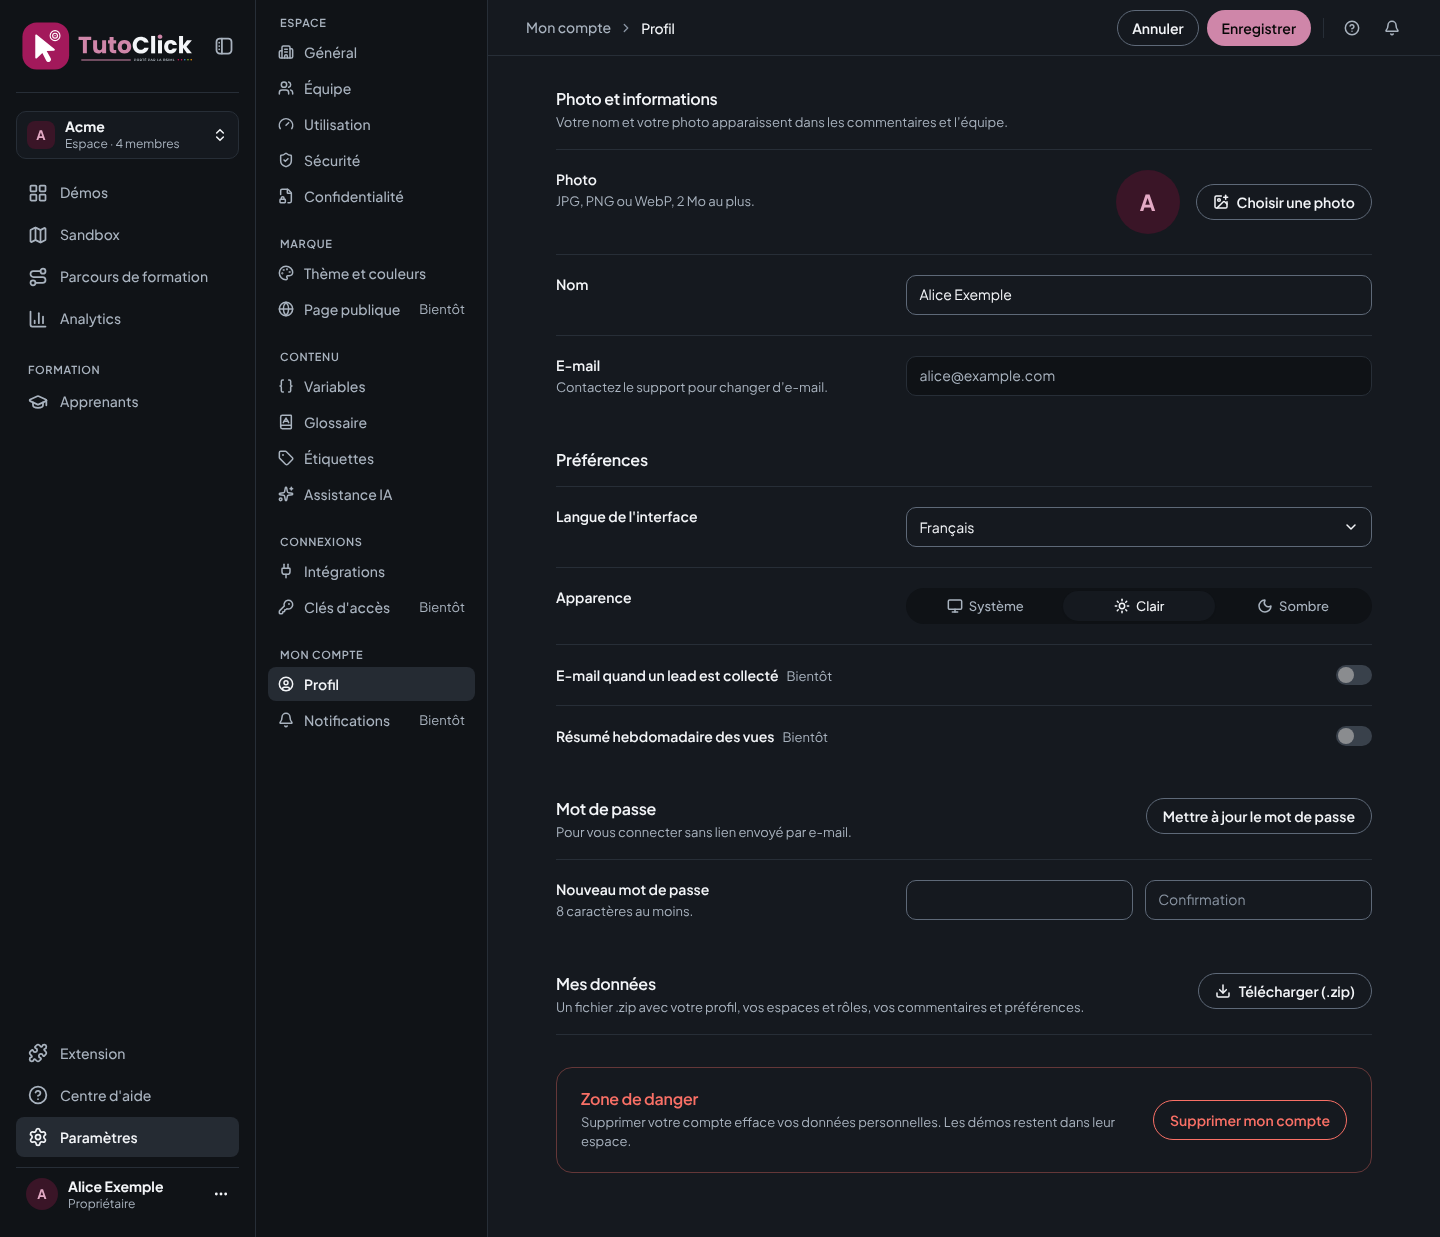 TutoClick
Acme
Espace · 4 membres
Démos
Sandbox
Parcours de formation
Analytics
FORMATION
Apprenants
Extension
Centre d'aide
Paramètres
A
Alice Exemple
Propriétaire
ESPACE
Général
Équipe
Utilisation
Sécurité
Confidentialité
MARQUE
Thème et couleurs
Page publique Bientôt
CONTENU
Variables
Glossaire
Étiquettes
Assistance IA
CONNEXIONS
Intégrations
Clés d'accès Bientôt
MON COMPTE
Profil
Notifications Bientôt
Mon compte > Profil
Annuler
Enregistrer
Photo et informations
Votre nom et votre photo apparaissent dans les commentaires et l'équipe.
Photo
JPG, PNG ou WebP, 2 Mo au plus.
A
Choisir une photo
Nom
Alice Exemple
E-mail
Contactez le support pour changer d'e-mail.
alice@example.com
Préférences
Langue de l'interface
Français
Apparence
Système
Clair
Sombre
E-mail quand un lead est collecté Bientôt
Résumé hebdomadaire des vues Bientôt
Mot de passe
Pour vous connecter sans lien envoyé par e-mail.
Mettre à jour le mot de passe
Nouveau mot de passe
8 caractères au moins.
Confirmation
Mes données
Un fichier .zip avec votre profil, vos espaces et rôles, vos commentaires et préférences.
Télécharger (.zip)
Zone de danger
Supprimer votre compte efface vos données personnelles. Les démos restent dans leur
espace.
Supprimer mon compte